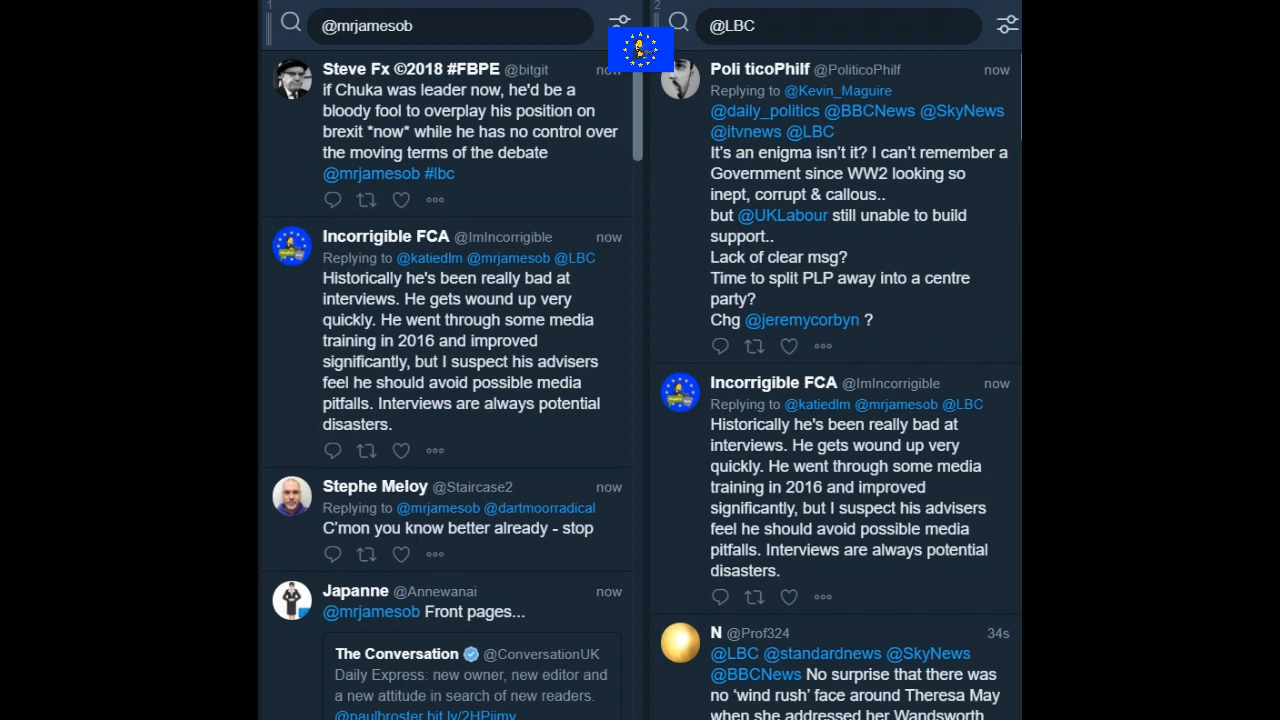 1
@mrjamesob
Steve Fx ©2018 #FBPE @bitgit now
if Chuka was leader now, he'd be a
bloody fool to overplay his position on
brexit *now* while he has no control over
the moving terms of the debate
@mrjamesob #lbc
Incorrigible FCA @ImIncorrigible now
Replying to @katiedlm @mrjamesob @LBC
Historically he's been really bad at
interviews. He gets wound up very
quickly. He went through some media
training in 2016 and improved
significantly, but I suspect his advisers
feel he should avoid possible media
pitfalls. Interviews are always potential
disasters.
Stephe Meloy @Staircase2 now
Replying to @mrjamesob @dartmoorradical
C'mon you know better already - stop
Japanne @Annewanai now
@mrjamesob Front pages...
The Conversation @ConversationUK
Daily Express: new owner, new editor and
a new attitude in search of new readers.
@paulbroster
2
@LBC
Poli ticoPhilf @PoliticoPhilf now
Replying to @Kevin_Maguire
@daily_politics @BBCNews @SkyNews
@itvnews @LBC
It's an enigma isn't it? I can't remember a
Government since WW2 looking so
inept, corrupt & callous..
but @UKLabour still unable to build
support..
Lack of clear msg?
Time to split PLP away into a centre
party?
Chg @jeremycorbyn ?
Incorrigible FCA @ImIncorrigible now
Replying to @katiedlm @mrjamesob @LBC
Historically he's been really bad at
interviews. He gets wound up very
quickly. He went through some media
training in 2016 and improved
significantly, but I suspect his advisers
feel he should avoid possible media
pitfalls. Interviews are always potential
disasters.
N @Prof324 34s
@LBC @standardnews @SkyNews
@BBCNews No surprise that there was
no 'wind rush' face around Theresa May
when she addressed her Wandsworth